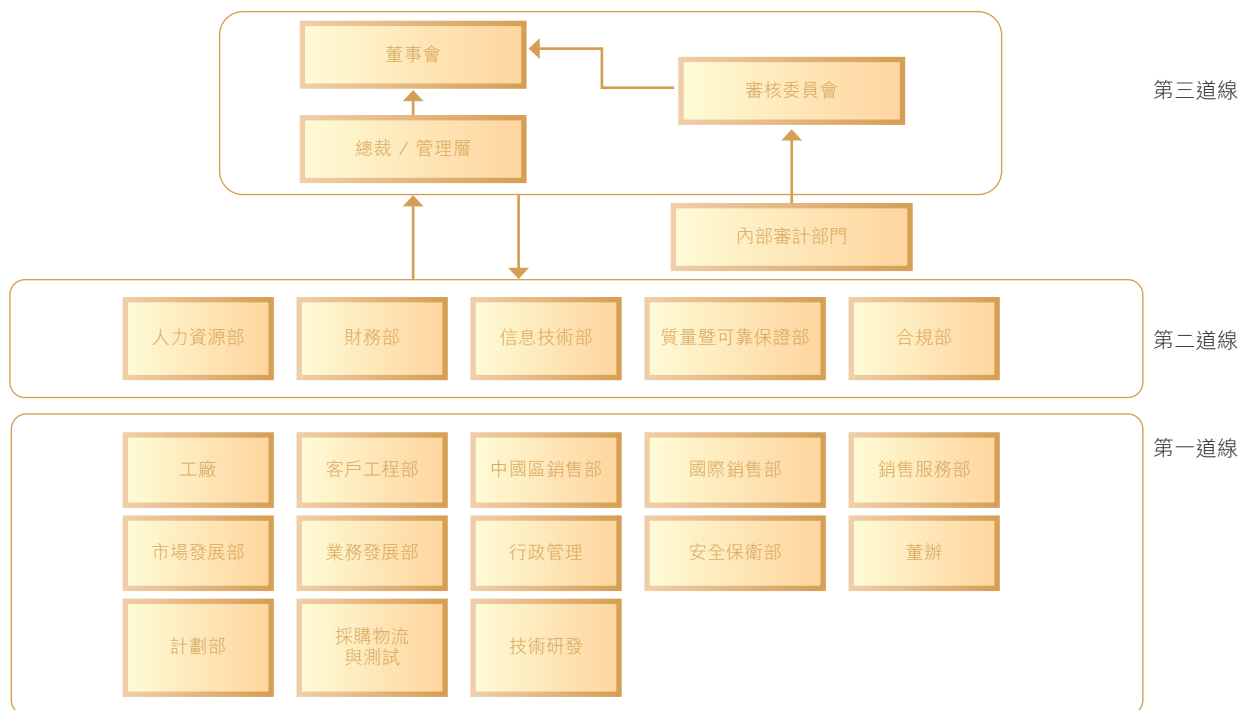 董事會
審核委員會
第三道線
總裁 / 管理層
內部審計部門
人力資源部
財務部
信息技術部
質量暨可靠保證部
合規部
第二道線
工廠
客戶工程部
中國區銷售部
國際銷售部
銷售服務部
第一道線
市場發展部
業務發展部
行政管理
安全保衛部
董辦
計劃部
採購物流
與測試
技術研發